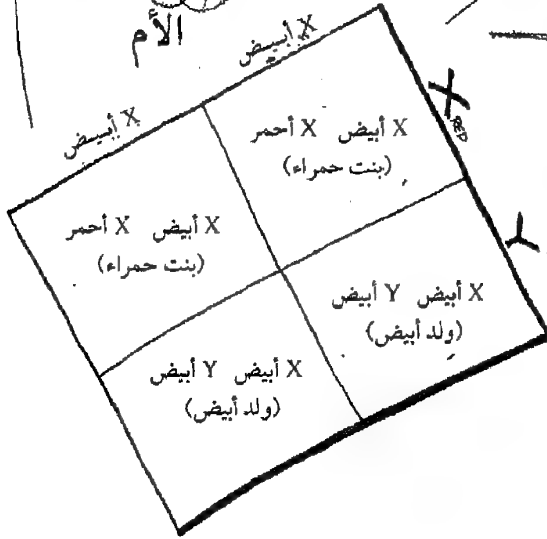 الأم
X أبيض
X أبيض
X
RED
X أبيض X أحمر
(بنت حمراء)
X أبيض X أحمر
(بنت حمراء)
Y
X أبيض Y أبيض
(ولد أبيض)
X أبيض Y أبيض
(ولد أبيض)